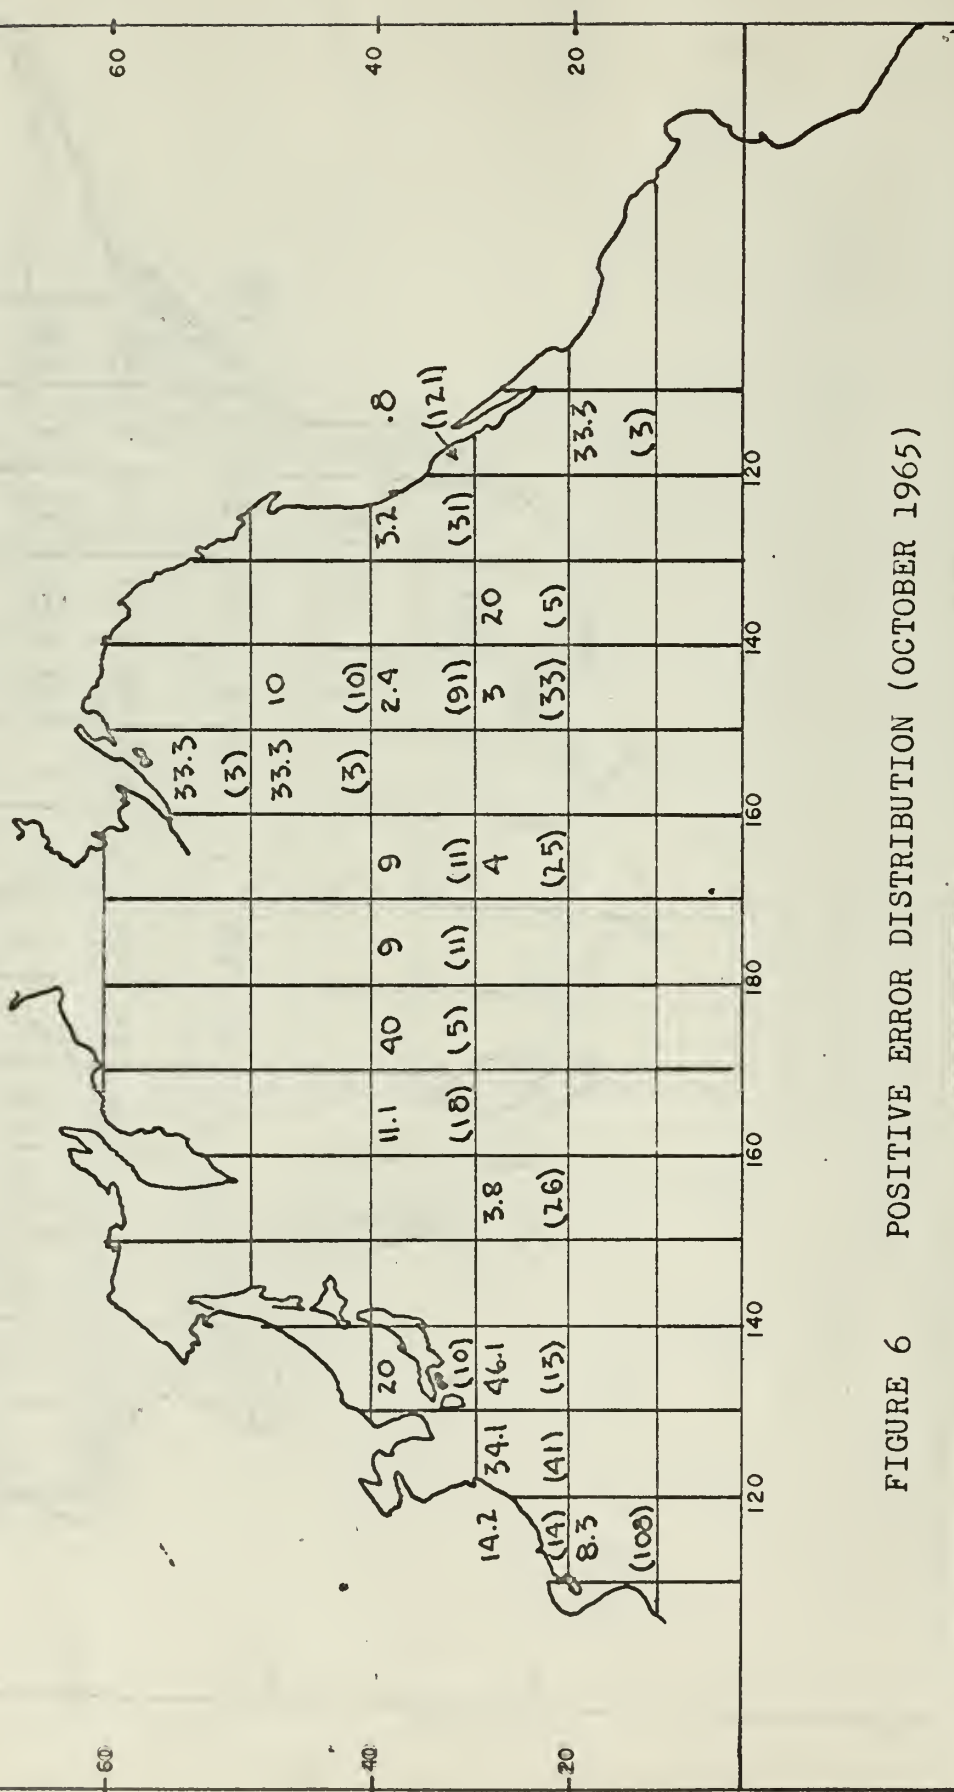 60 60
33.3
(3)
33.3 10
(3) (10)
40 40
20 11.1 40 9 9 2.4 3.2 .8
(10) (18) (5) (11) (11) (91) (31) (121)
14.2 34.1 46.1 3.8 4 3 20
(14) (41) (13) (26) (25) (33) (5)
20 20
8.3 33.3
(108) (3)
120 140 160 180 160 140 120
FIGURE 6 POSITIVE ERROR DISTRIBUTION (OCTOBER 1965)